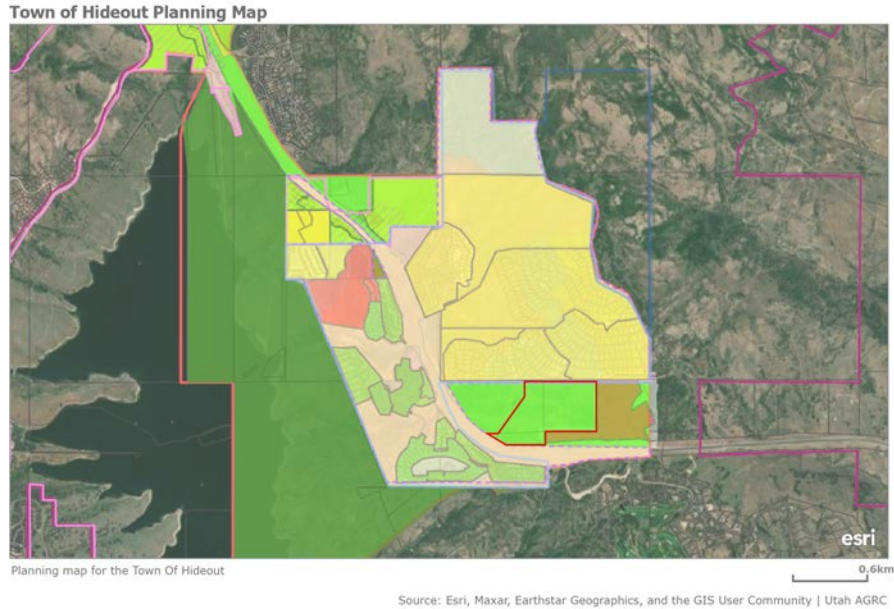 Town of Hideout Planning Map
esri
Planning map for the Town Of Hideout
0.6km
Source: Esri, Maxar, Earthstar Geographics, and the GIS User Community | Utah AGRC